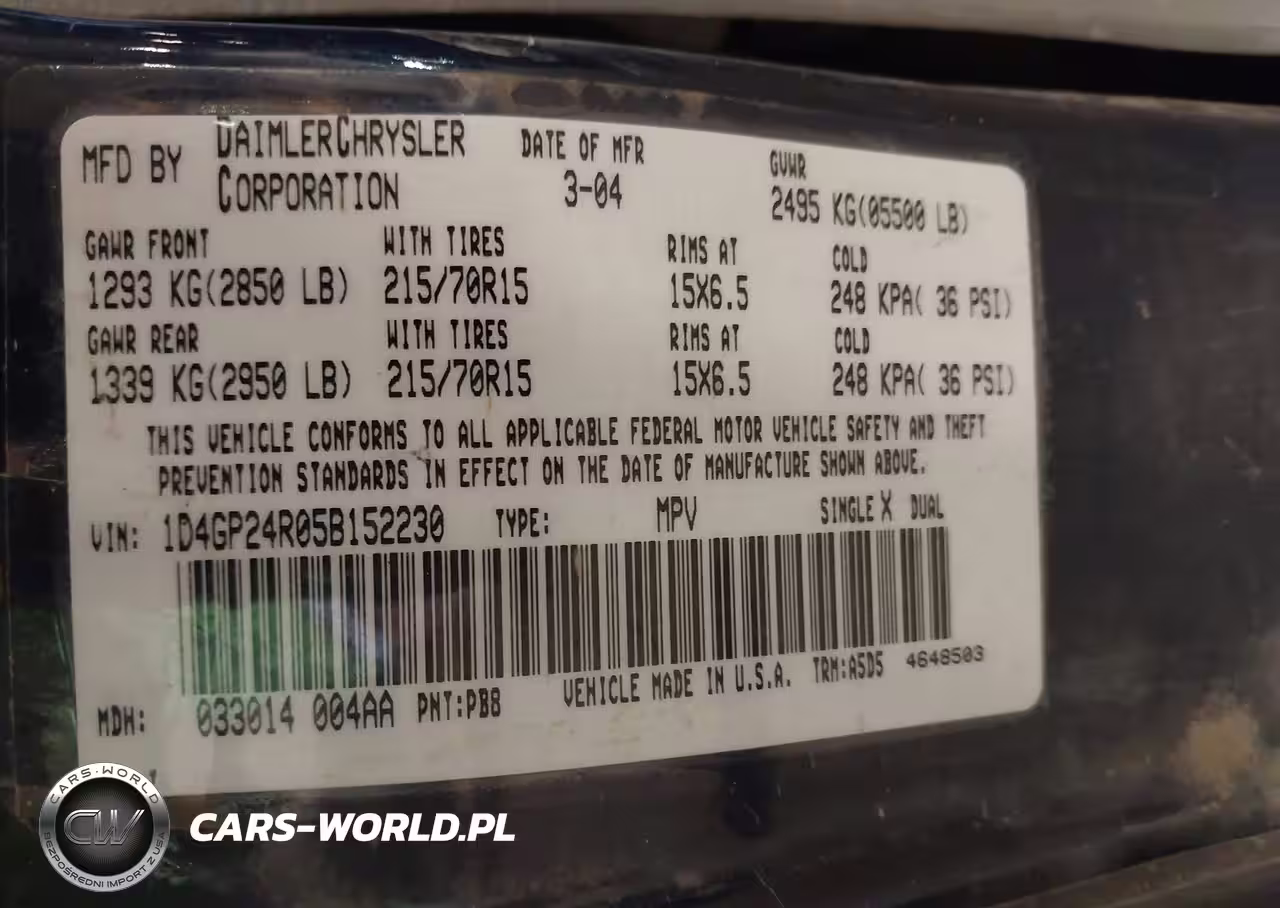 MFD BY DAIMLERCHRYSLER CORPORATION DATE OF MFR 3-04 GVWR 2495 KG(05500 LB)
GAWR FRONT WITH TIRES RIMS AT COLD
1293 KG(2850 LB) 215/70R15 15X6.5 248 KPA( 36 PSI)
GAWR REAR WITH TIRES RIMS AT COLD
1339 KG(2950 LB) 215/70R15 15X6.5 248 KPA( 36 PSI)
THIS VEHICLE CONFORMS TO ALL APPLICABLE FEDERAL MOTOR VEHICLE SAFETY AND THEFT
PREVENTION STANDARDS IN EFFECT ON THE DATE OF MANUFACTURE SHOWN ABOVE.
VIN: 1D4GP24R05B152230 TYPE: MPV SINGLE X DUAL
MDH: 033014 004AA PNT:PB8 VEHICLE MADE IN U.S.A. TRM:A5D5 4648503
CARS-WORLD
CW
BEZPOŚREDNI IMPORT Z USA
CARS-WORLD.PL